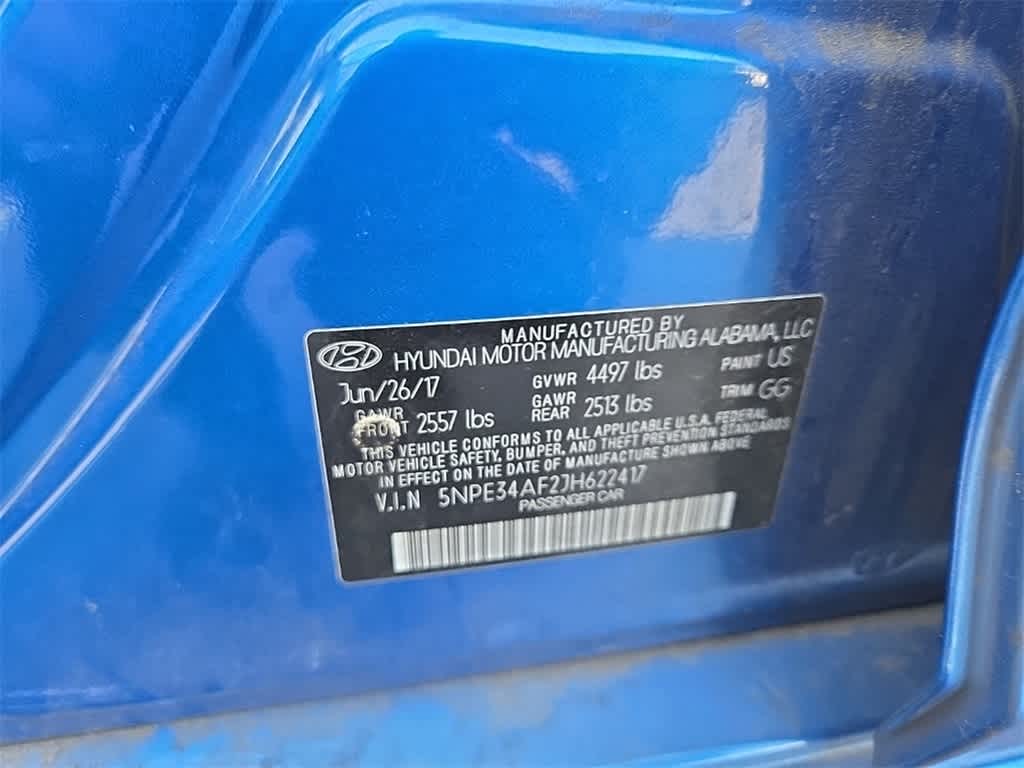 MANUFACTURED BY
HYUNDAI MOTOR MANUFACTURING ALABAMA, LLC
Jun/26/17 GVWR 4497 lbs PAINT US
GAWR FRONT 2557 lbs GAWR REAR 2513 lbs TRIM GG
THIS VEHICLE CONFORMS TO ALL APPLICABLE U.S.A. FEDERAL
MOTOR VEHICLE SAFETY, BUMPER, AND THEFT PREVENTION STANDARDS
IN EFFECT ON THE DATE OF MANUFACTURE SHOWN ABOVE
V.I.N 5NPE34AF2JH622417
PASSENGER CAR